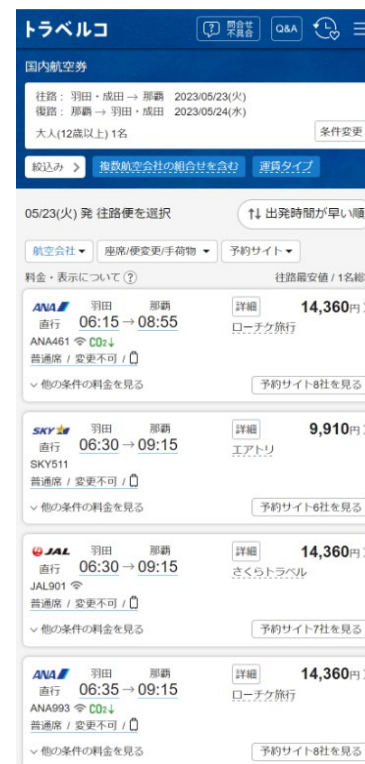 トラベルコ
問合せ
不具合
Q&A
国内航空券
往路： 羽田・成田 → 那覇 2023/05/23(火)
復路： 那覇 → 羽田・成田 2023/05/24(水)
大人(12歳以上) 1名
条件変更
絞込み
複数航空会社の組合せを含む
運賃タイプ
05/23(火) 発 往路便を選択
↑↓ 出発時間が早い順
航空会社▼
座席/便変更/手荷物 ▼
予約サイト▼
料金・表示について ?
往路最安値 / 1名総
ANA 羽田 那覇 詳細 14,360円
直行 06:15 → 08:55 ローチケ旅行
ANA461 CO2↓
普通席 / 変更不可 /
他の条件の料金を見る 予約サイト8社を見る
SKY 羽田 那覇 詳細 9,910円
直行 06:30 → 09:15 エアトリ
SKY511
普通席 / 変更不可 /
他の条件の料金を見る 予約サイト6社を見る
JAL 羽田 那覇 詳細 14,360円
直行 06:30 → 09:15 さくらトラベル
JAL901
普通席 / 変更不可 /
他の条件の料金を見る 予約サイト7社を見る
ANA 羽田 那覇 詳細 14,360円
直行 06:35 → 09:15 ローチケ旅行
ANA993 CO2↓
普通席 / 変更不可 /
他の条件の料金を見る 予約サイト8社を見る